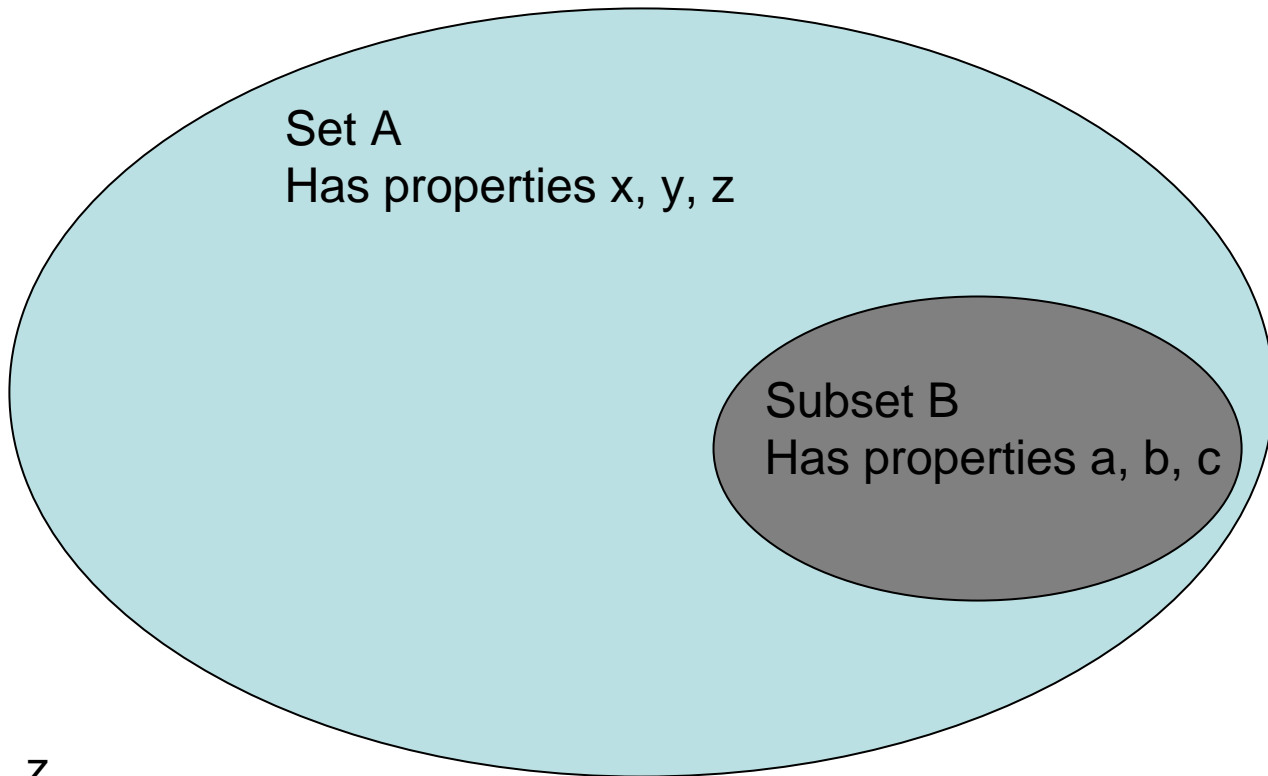 Set A
Has properties x, y, z
Subset B
Has properties a, b, c
z